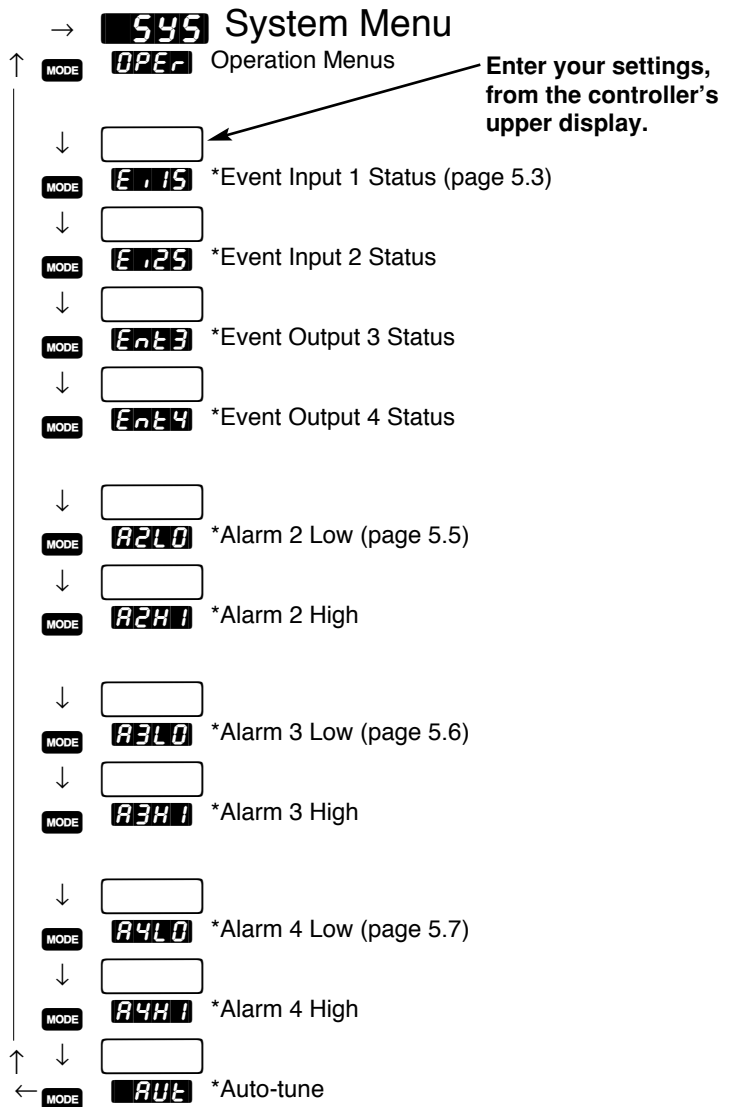 → SYS System Menu
↑ MODE OPEr Operation Menus
Enter your settings,
from the controller's
upper display.
↓
MODE Ei1S *Event Input 1 Status (page 5.3)
↓
MODE Ei2S *Event Input 2 Status
↓
MODE Ent3 *Event Output 3 Status
↓
MODE Ent4 *Event Output 4 Status
↓
MODE A2LO *Alarm 2 Low (page 5.5)
↓
MODE A2HI *Alarm 2 High
↓
MODE A3LO *Alarm 3 Low (page 5.6)
↓
MODE A3HI *Alarm 3 High
↓
MODE A4LO *Alarm 4 Low (page 5.7)
↓
MODE A4HI *Alarm 4 High
↑ ↓
← MODE AUt *Auto-tune